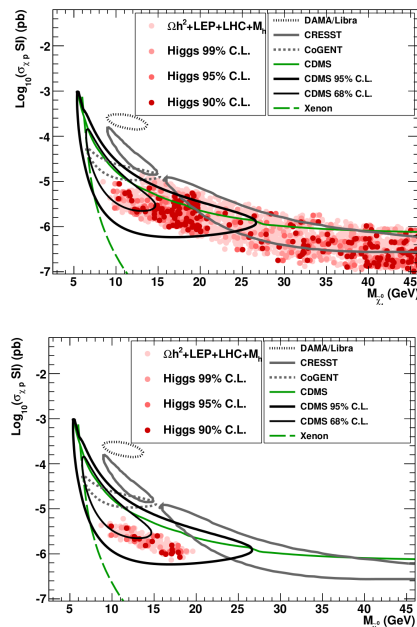 Log10(σχ p SI) (pb)
-2
-3
-4
-5
-6
-7
Ωh²+LEP+LHC+Mh
Higgs 99% C.L.
Higgs 95% C.L.
Higgs 90% C.L.
DAMA/Libra
CRESST
CoGENT
CDMS
CDMS 95% C.L.
CDMS 68% C.L.
Xenon
5 10 15 20 25 30 35 40 45
(GeV)
Log10(σχ p SI) (pb)
-2
-3
-4
-5
-6
-7
Ωh²+LEP+LHC+Mh
Higgs 99% C.L.
Higgs 95% C.L.
Higgs 90% C.L.
DAMA/Libra
CRESST
CoGENT
CDMS
CDMS 95% C.L.
CDMS 68% C.L.
Xenon
5 10 15 20 25 30 35 40 45
(GeV)